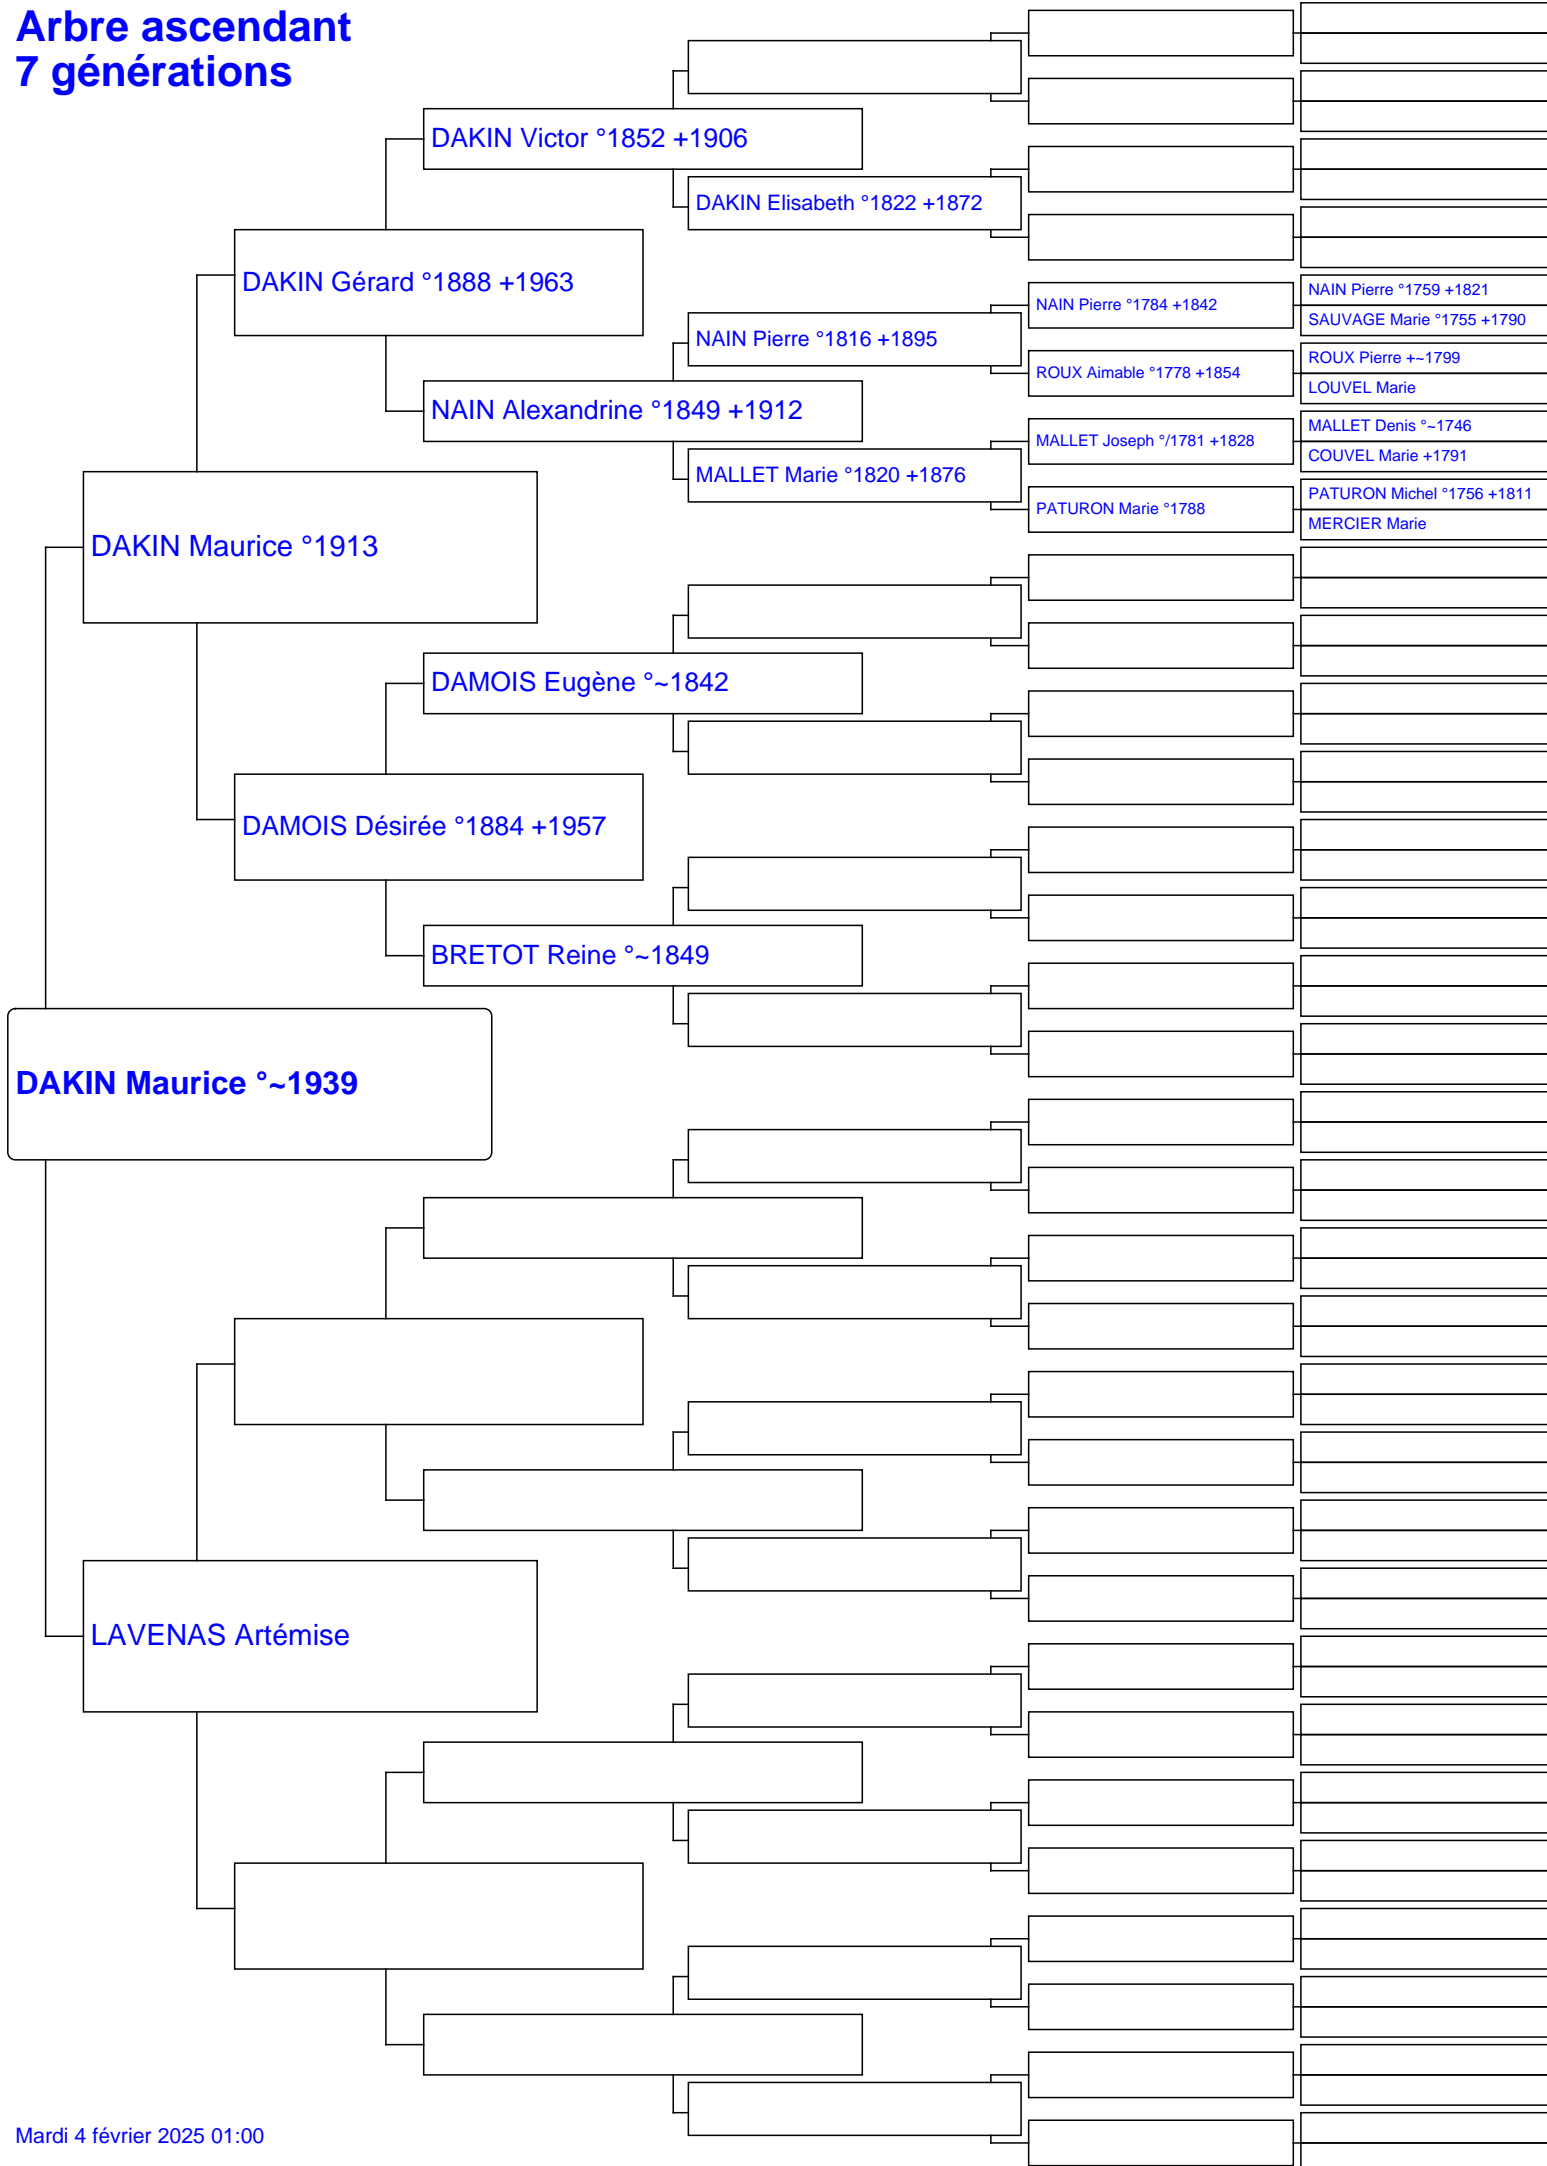 Arbre ascendant
7 générations
DAKIN Victor °1852 +1906
DAKIN Elisabeth °1822 +1872
DAKIN Gérard °1888 +1963
NAIN Pierre °1759 +1821
NAIN Pierre °1784 +1842
SAUVAGE Marie °1755 +1790
NAIN Pierre °1816 +1895
ROUX Pierre +~1799
ROUX Aimable °1778 +1854
LOUVEL Marie
NAIN Alexandrine °1849 +1912
MALLET Denis °~1746
MALLET Joseph °/1781 +1828
COUVEL Marie +1791
MALLET Marie °1820 +1876
PATURON Michel °1756 +1811
PATURON Marie °1788
MERCIER Marie
DAKIN Maurice °1913
DAMOIS Eugène °~1842
DAMOIS Désirée °1884 +1957
BRETOT Reine °~1849
DAKIN Maurice °~1939
LAVENAS Artémise
Mardi 4 février 2025 01:00